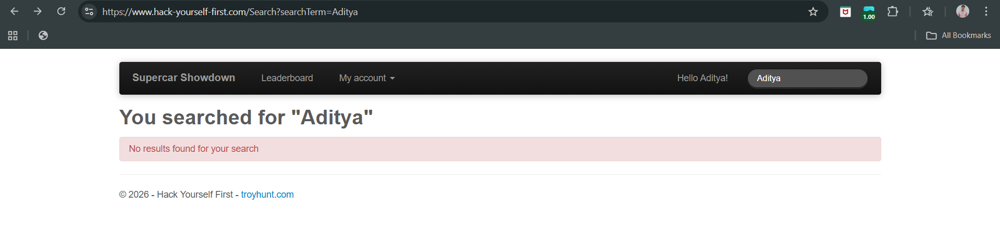 https://www.hack-yourself-first.com/Search?searchTerm=Aditya
1.00
All Bookmarks
Supercar Showdown Leaderboard My account Hello Aditya! Aditya
You searched for "Aditya"
No results found for your search
© 2026 - Hack Yourself First - troyhunt.com